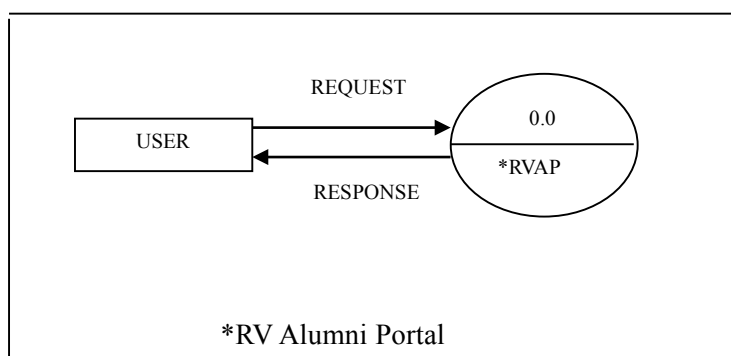 REQUEST
0.0
USER
*RVAP
RESPONSE
*RV Alumni Portal